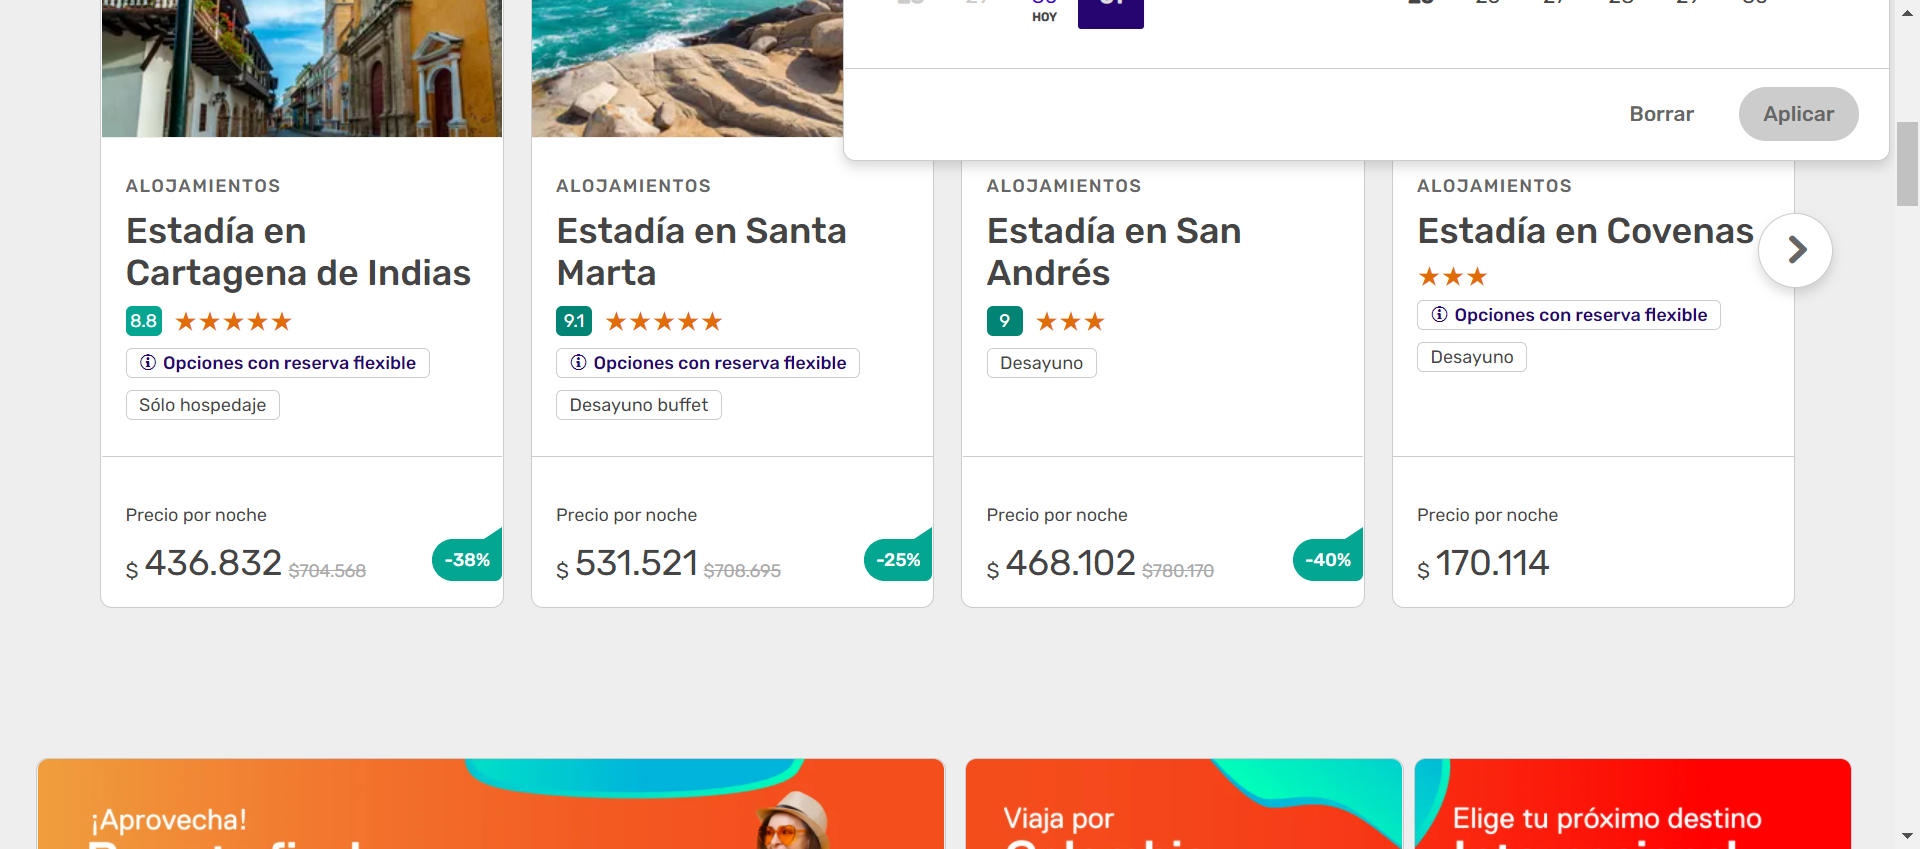 HOY
Borrar
Aplicar
ALOJAMIENTOS
Estadía en
Cartagena de Indias
8.8
Opciones con reserva flexible
Sólo hospedaje
Precio por noche
$ 436.832 $704.568
-38%
ALOJAMIENTOS
Estadía en Santa
Marta
9.1
Opciones con reserva flexible
Desayuno buffet
Precio por noche
$ 531.521 $708.695
-25%
ALOJAMIENTOS
Estadía en San
Andrés
9
Desayuno
Precio por noche
$ 468.102 $780.170
-40%
ALOJAMIENTOS
Estadía en Covenas
Opciones con reserva flexible
Desayuno
Precio por noche
$ 170.114
¡Aprovecha!
Viaja por
Elige tu próximo destino